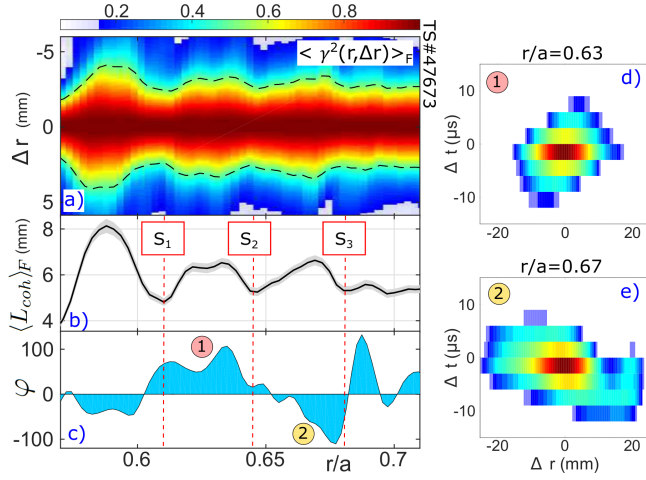 0.2 0.4 0.6 0.8
TS#47673
< γ²(r,Δr) >F
-5
0
5
Δ r (mm)
a)
8
6
4
⟨Lcoh⟩F (mm)
S1
S2
S3
b)
100
0
-100
φ
1
2
c)
0.6 0.65 0.7
r/a
r/a=0.63
1
d)
10
0
-10
Δ t (μs)
-20 0 20
r/a=0.67
2
e)
10
0
-10
Δ t (μs)
-20 0 20
Δ r (mm)